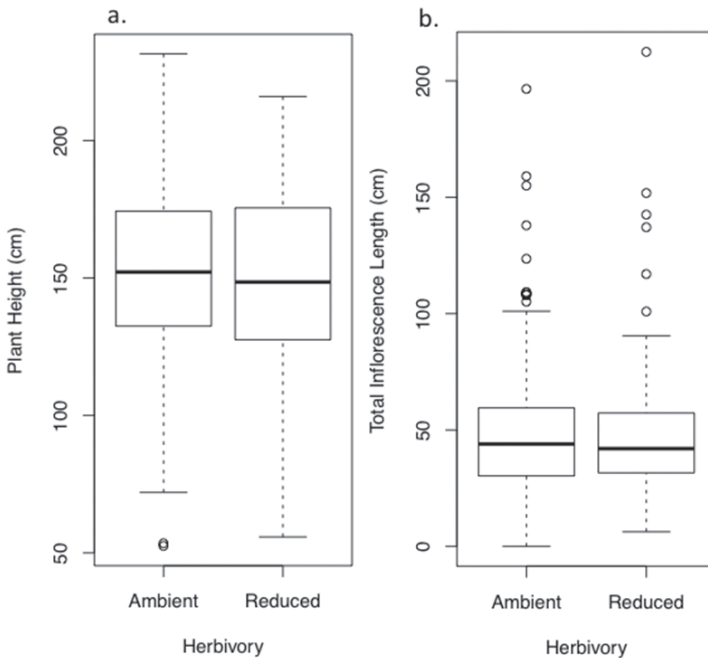 a.
Plant Height (cm)
200
150
100
50
Ambient
Reduced
Herbivory
b.
Total Inflorescence Length (cm)
200
150
100
50
0
Ambient
Reduced
Herbivory